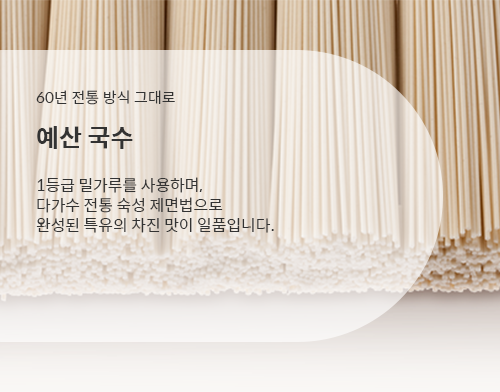 60년 전통 방식 그대로
예산 국수
1등급 밀가루를 사용하며,
다가수 전통 숙성 제면법으로
완성된 특유의 차진 맛이 일품입니다.